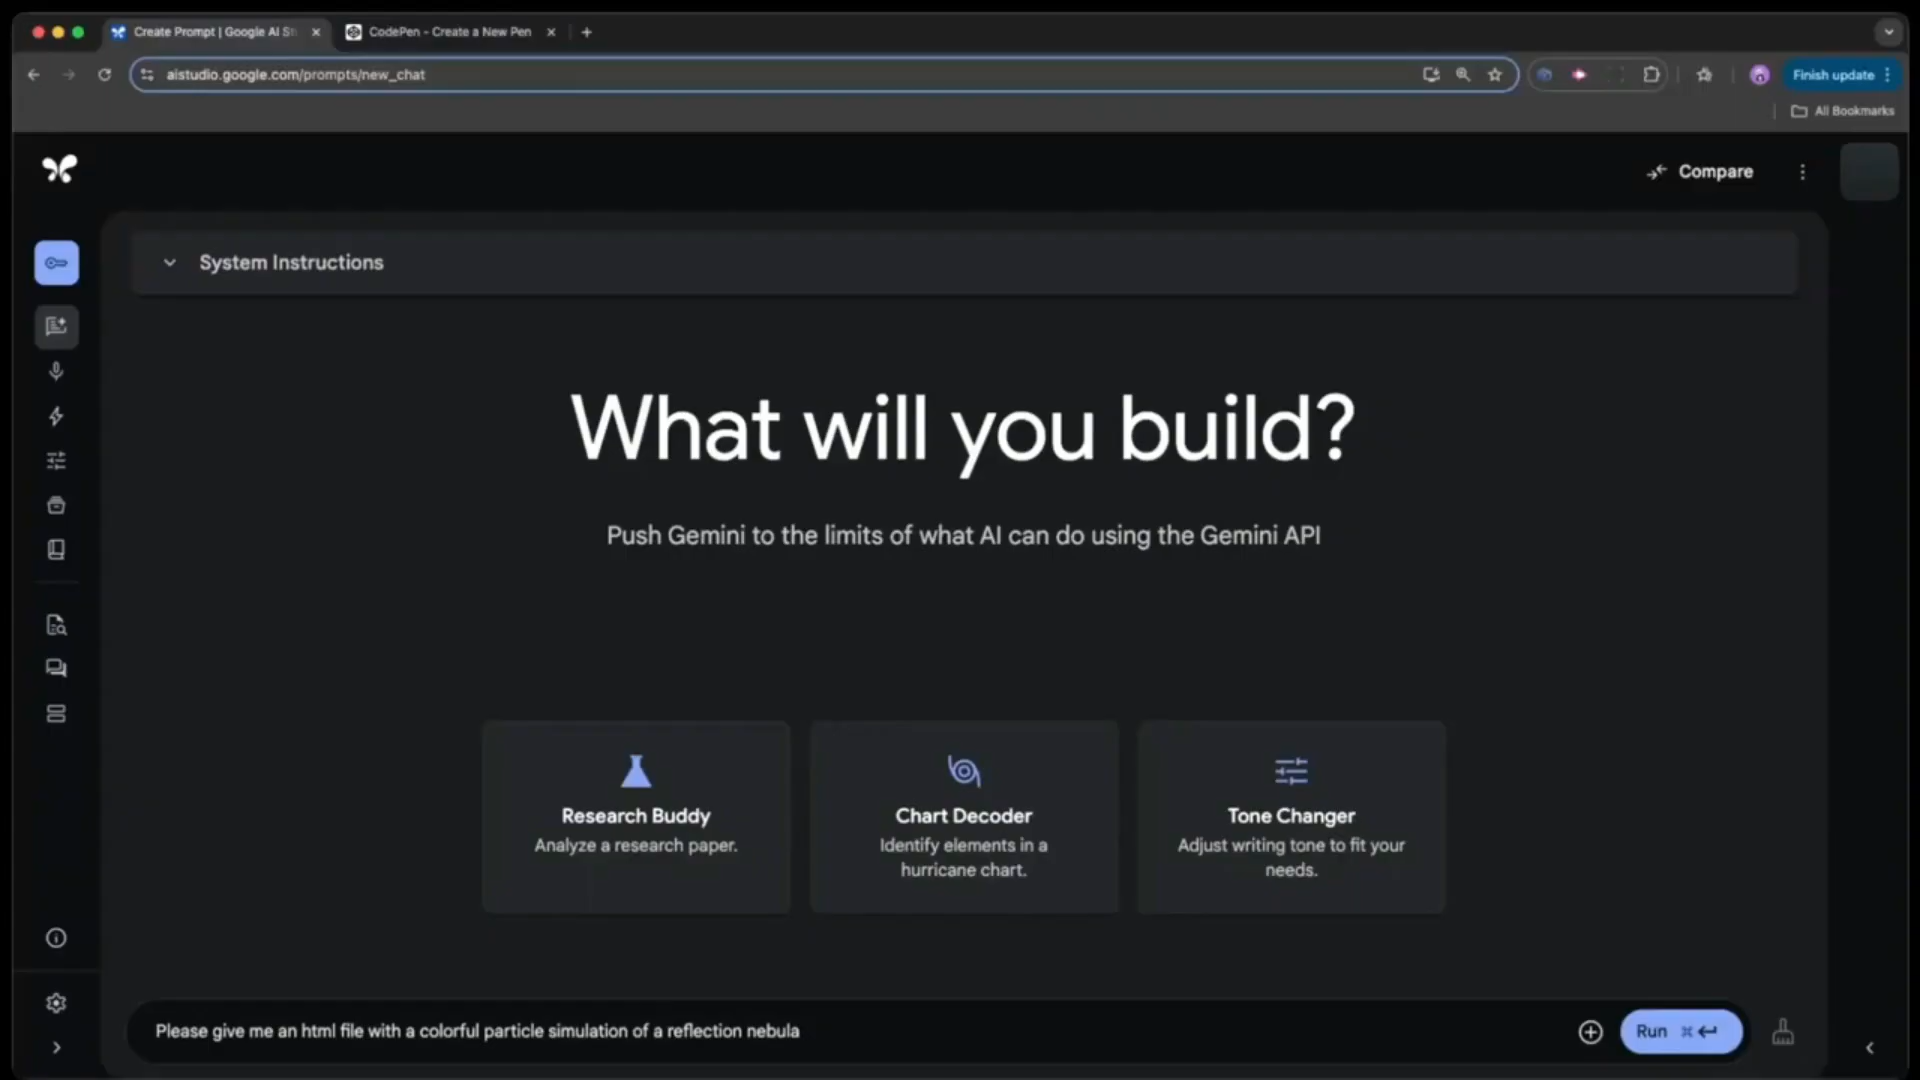 Create Prompt | Google AI St
CodePen - Create a New Pen
aistudio.google.com/prompts/new_chat
Finish update
All Bookmarks
Compare
System Instructions
What will you build?
Push Gemini to the limits of what AI can do using the Gemini API
Research Buddy
Analyze a research paper.
Chart Decoder
Identify elements in a
hurricane chart.
Tone Changer
Adjust writing tone to fit your
needs.
Please give me an html file with a colorful particle simulation of a reflection nebula
Run ⌘